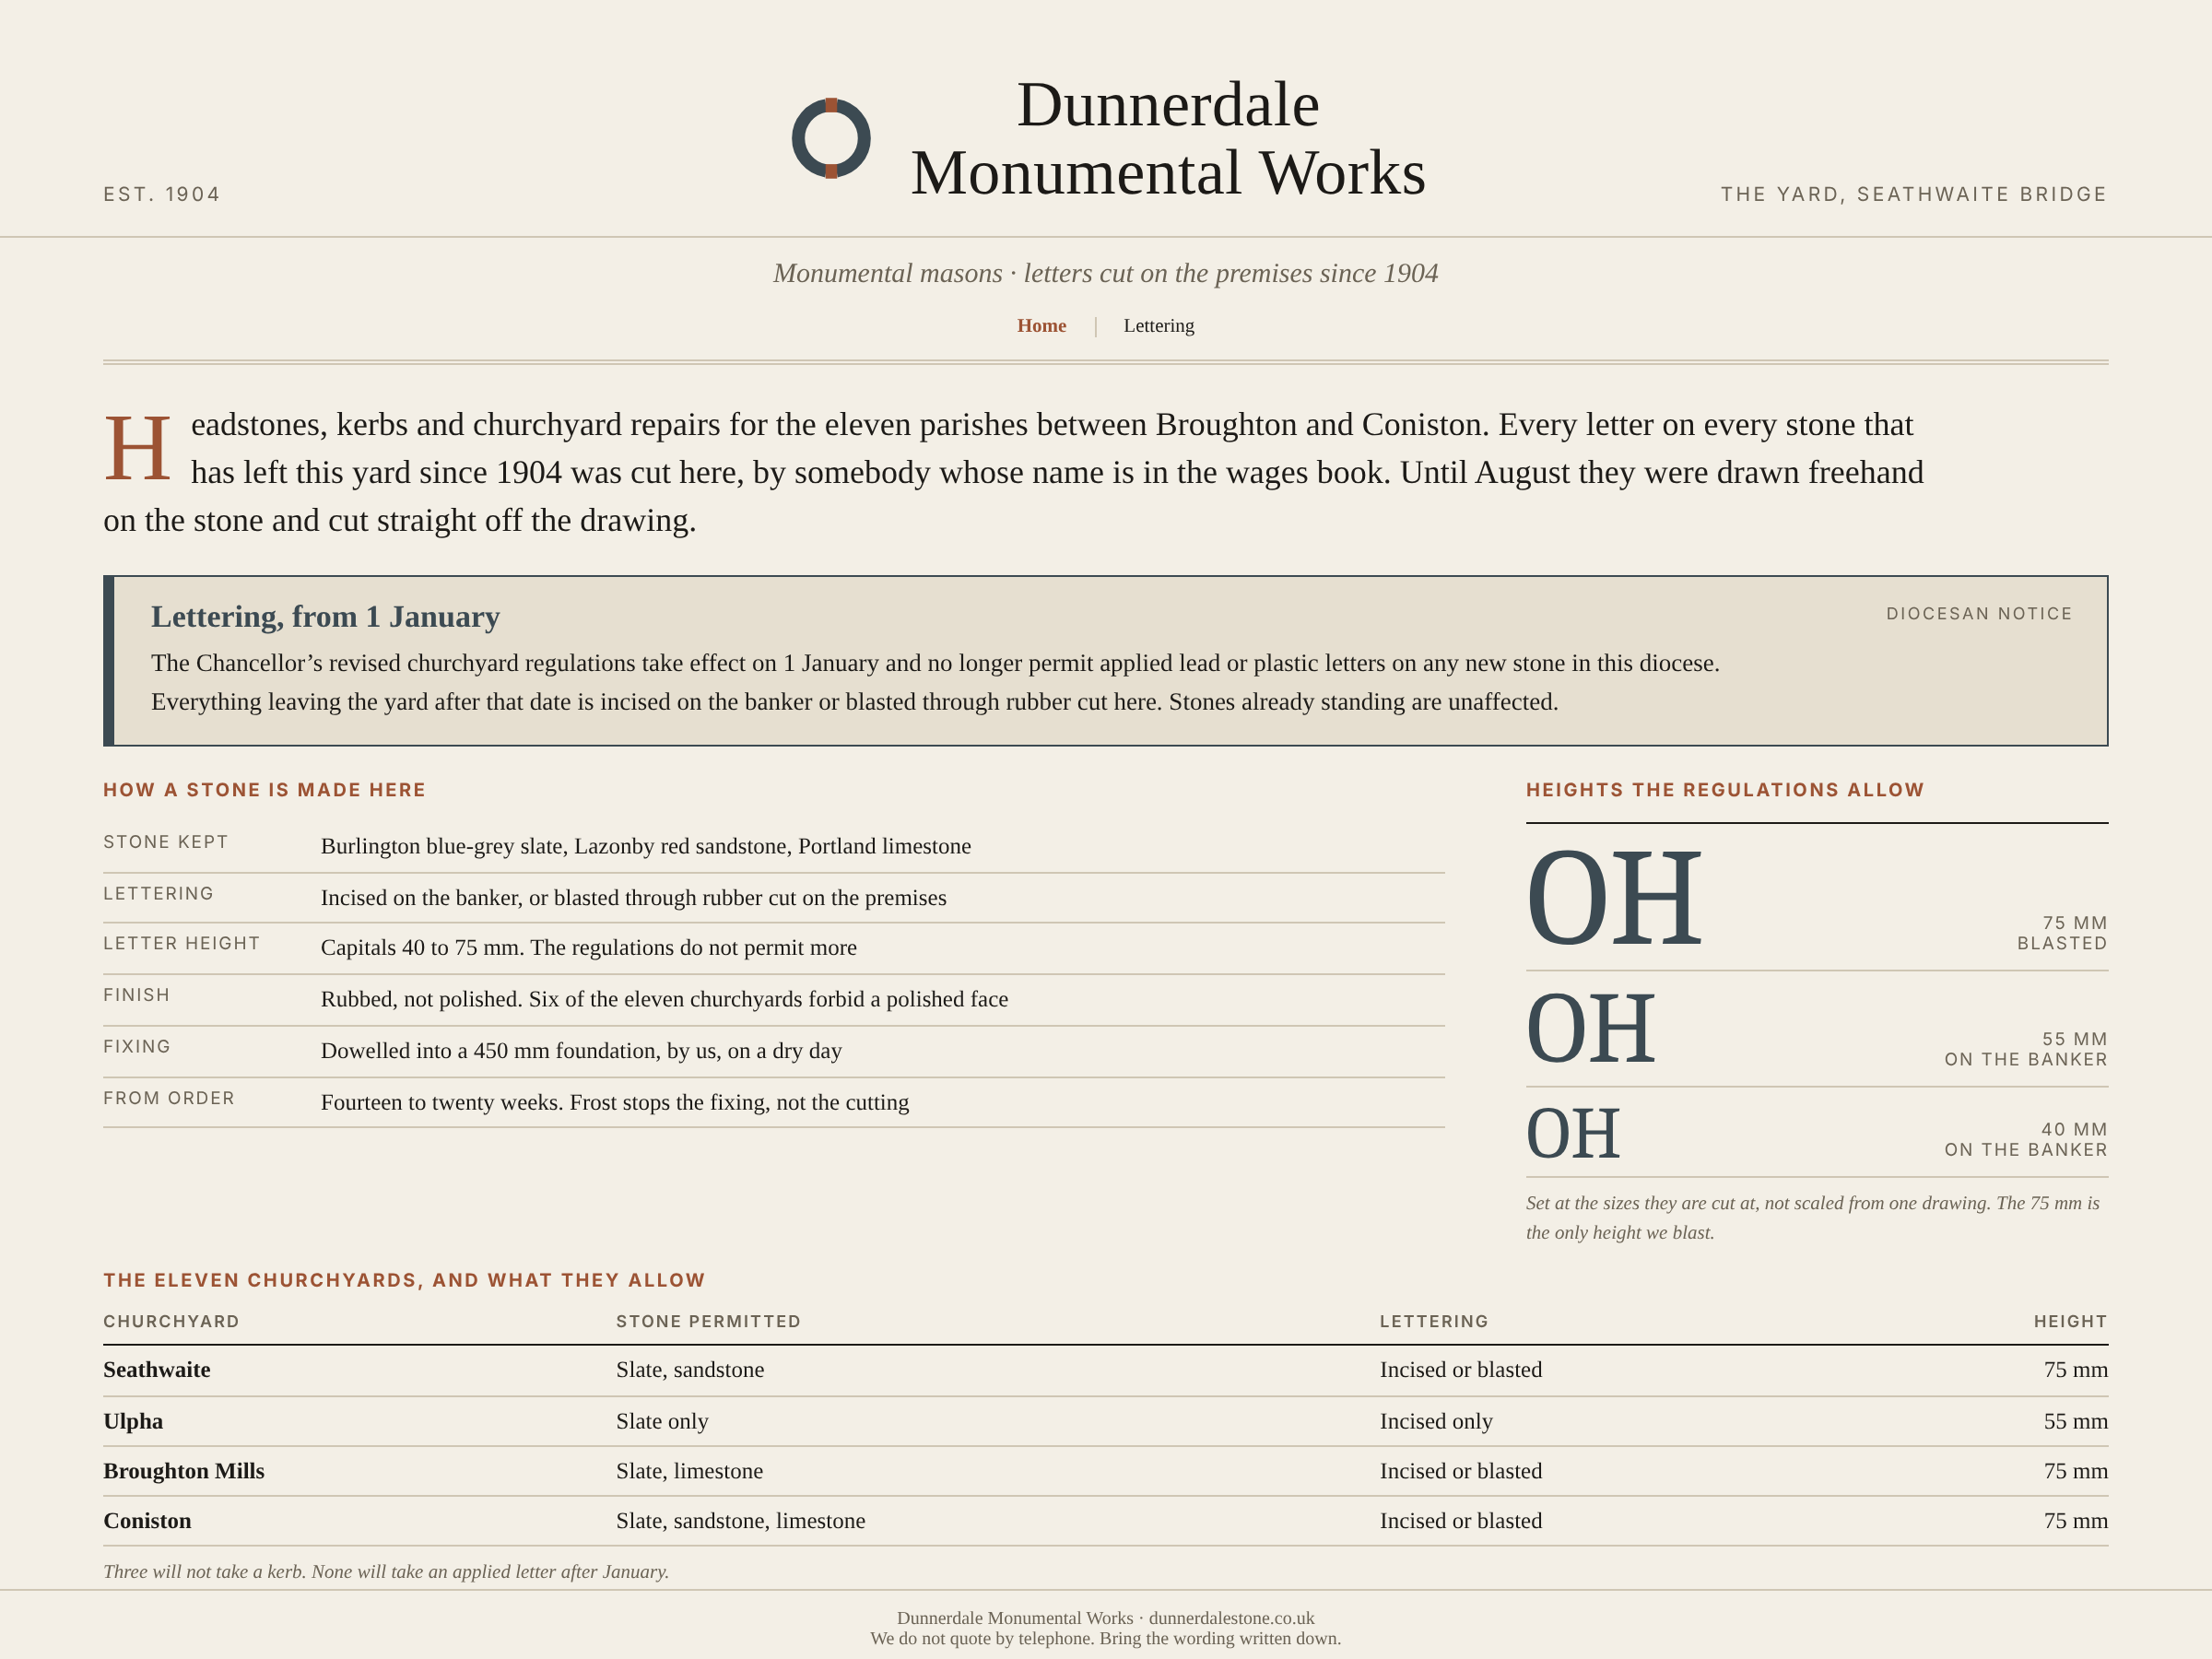 EST. 1904
Dunnerdale
Monumental Works
THE YARD, SEATHWAITE BRIDGE
Monumental masons · letters cut on the premises since 1904
Home | Lettering
Headstones, kerbs and churchyard repairs for the eleven parishes between Broughton and Coniston. Every letter on every stone that
has left this yard since 1904 was cut here, by somebody whose name is in the wages book. Until August they were drawn freehand
on the stone and cut straight off the drawing.
Lettering, from 1 January
DIOCESAN NOTICE
The Chancellor’s revised churchyard regulations take effect on 1 January and no longer permit applied lead or plastic letters on any new stone in this diocese.
Everything leaving the yard after that date is incised on the banker or blasted through rubber cut here. Stones already standing are unaffected.
HOW A STONE IS MADE HERE
STONE KEPT Burlington blue-grey slate, Lazonby red sandstone, Portland limestone
LETTERING Incised on the banker, or blasted through rubber cut on the premises
LETTER HEIGHT Capitals 40 to 75 mm. The regulations do not permit more
FINISH Rubbed, not polished. Six of the eleven churchyards forbid a polished face
FIXING Dowelled into a 450 mm foundation, by us, on a dry day
FROM ORDER Fourteen to twenty weeks. Frost stops the fixing, not the cutting
HEIGHTS THE REGULATIONS ALLOW
OH
75 MM
BLASTED
OH
55 MM
ON THE BANKER
OH
40 MM
ON THE BANKER
Set at the sizes they are cut at, not scaled from one drawing. The 75 mm is
the only height we blast.
THE ELEVEN CHURCHYARDS, AND WHAT THEY ALLOW
CHURCHYARD STONE PERMITTED LETTERING HEIGHT
Seathwaite Slate, sandstone Incised or blasted 75 mm
Ulpha Slate only Incised only 55 mm
Broughton Mills Slate, limestone Incised or blasted 75 mm
Coniston Slate, sandstone, limestone Incised or blasted 75 mm
Three will not take a kerb. None will take an applied letter after January.
Dunnerdale Monumental Works · dunnerdalestone.co.uk
We do not quote by telephone. Bring the wording written down.